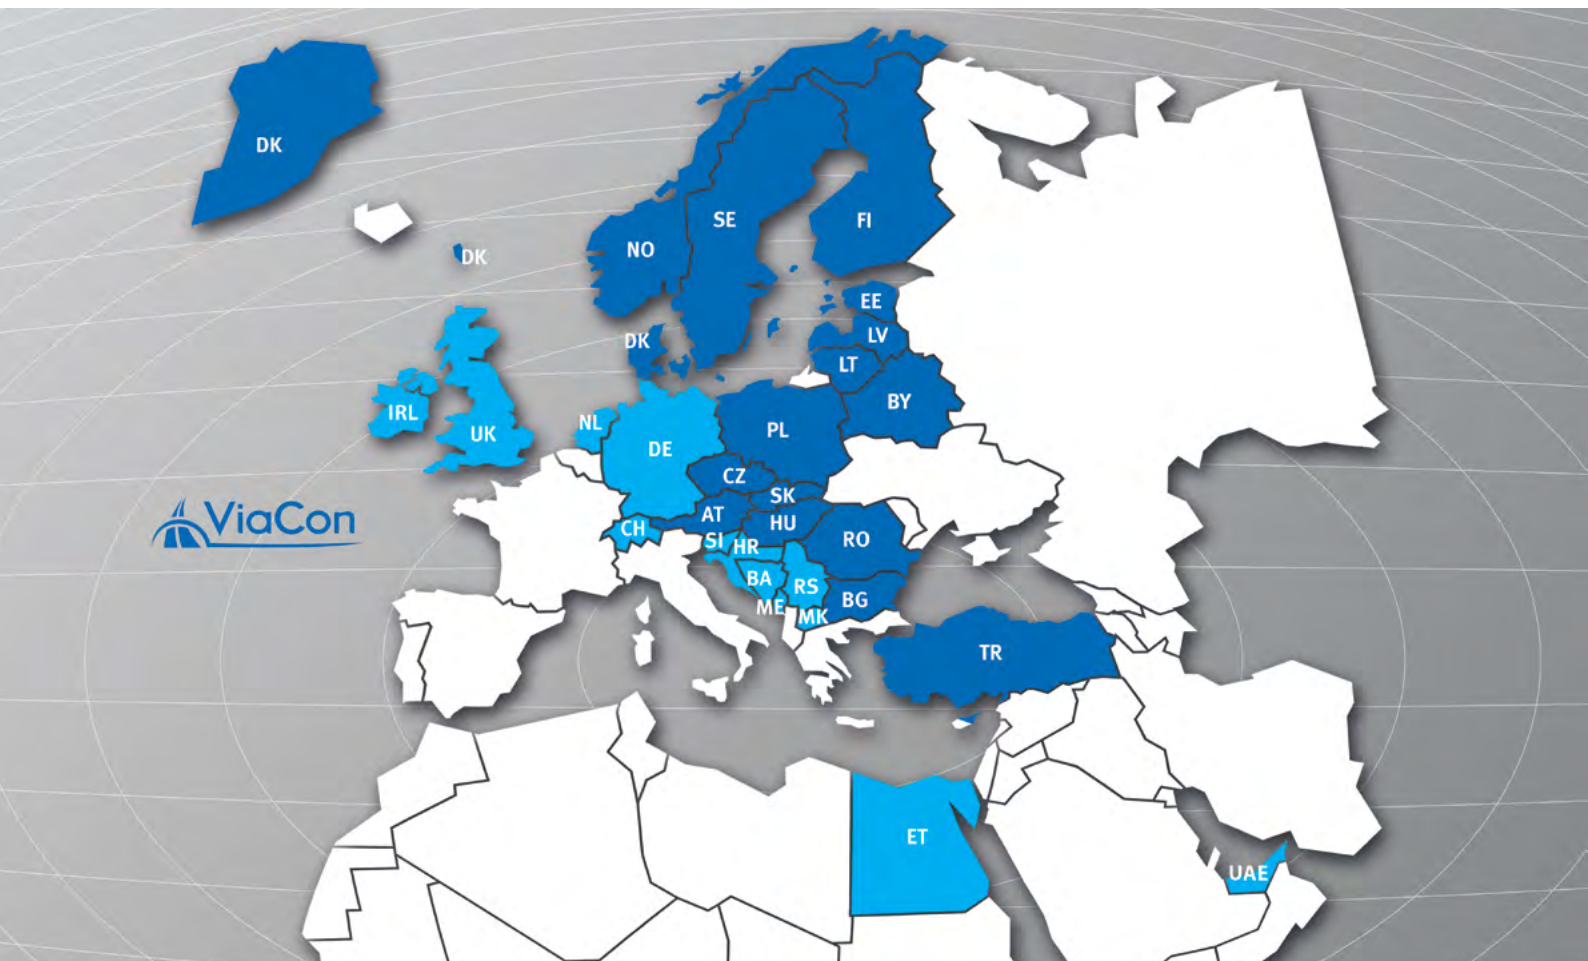 DK
DK
SE
FI
NO
EE
DK
LV
LT
BY
IRL
NL
UK
PL
DE
CZ
SK
ViaCon
AT
CH
HU
SI
HR
RO
BA
RS
ME
BG
MK
TR
ET
UAE